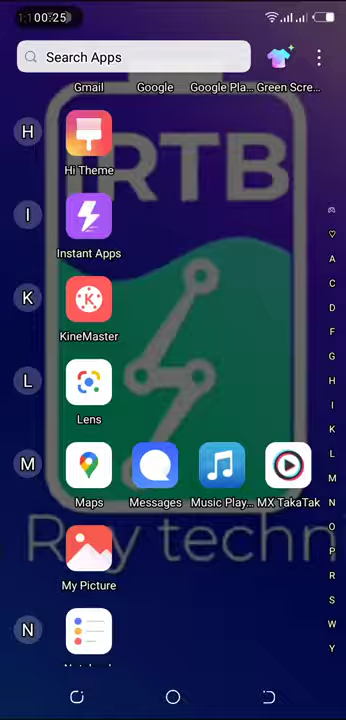 00:25
Search Apps
Gmail Google Google Pla... Green Scre...
H
Hi Theme
I
Instant Apps
K
KineMaster
L
Lens
M
Maps Messages Music Play... MX TakaTak
My Picture
N
RTB
Ray techn
A
C
D
F
G
H
I
K
L
M
N
O
P
R
S
W
Y